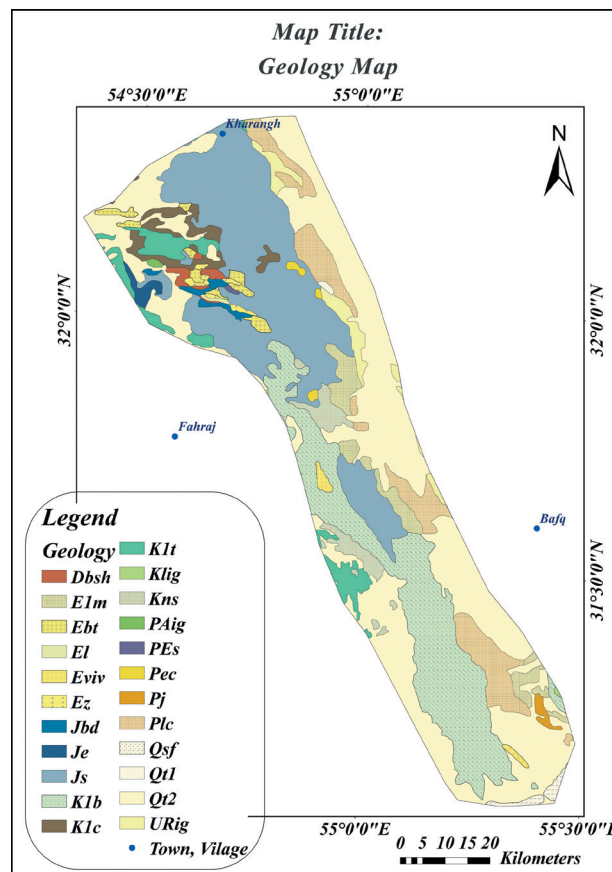 Map Title:
Geology Map
54°30'0"E
55°0'0"E
Kharangh
N
32°0'0"N
32°0'0"N
Fahraj
Bafq
31°30'0"N
Legend
Geology
Dbsh
E1m
Ebt
El
Eviv
Ez
Jbd
Je
Js
K1b
K1c
K1t
Klig
Kns
PAig
PEs
Pec
Pj
Plc
Qsf
Qt1
Qt2
URig
Town, Vilage
55°0'0"E
55°30'0"E
0 5 10 15 20
Kilometers